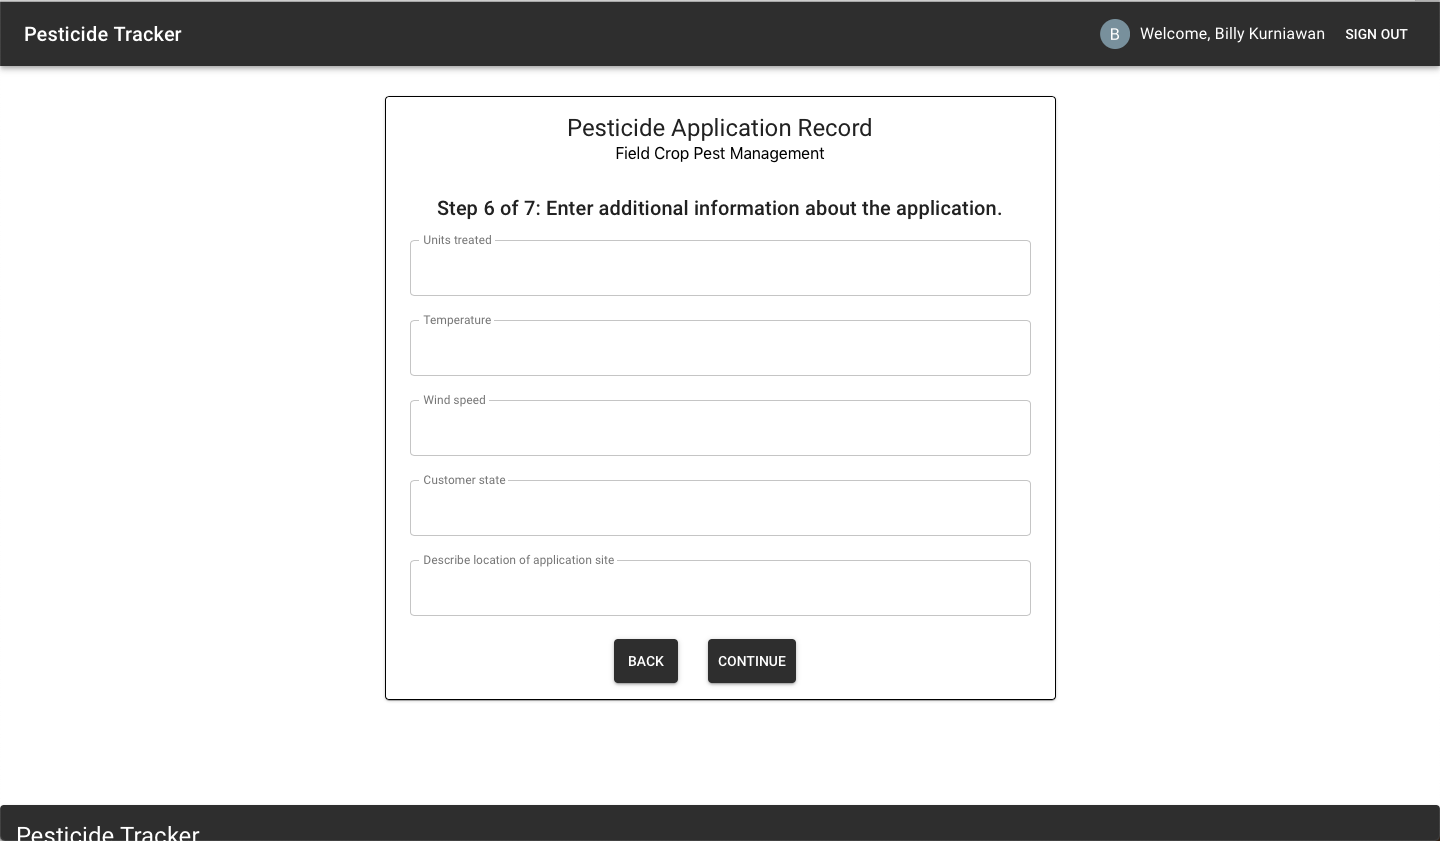 Pesticide Tracker
B
Welcome, Billy Kurniawan
SIGN OUT
Pesticide Application Record
Field Crop Pest Management
Step 6 of 7: Enter additional information about the application.
Units treated
Temperature
Wind speed
Customer state
Describe location of application site
BACK
CONTINUE
Pesticide Tracker